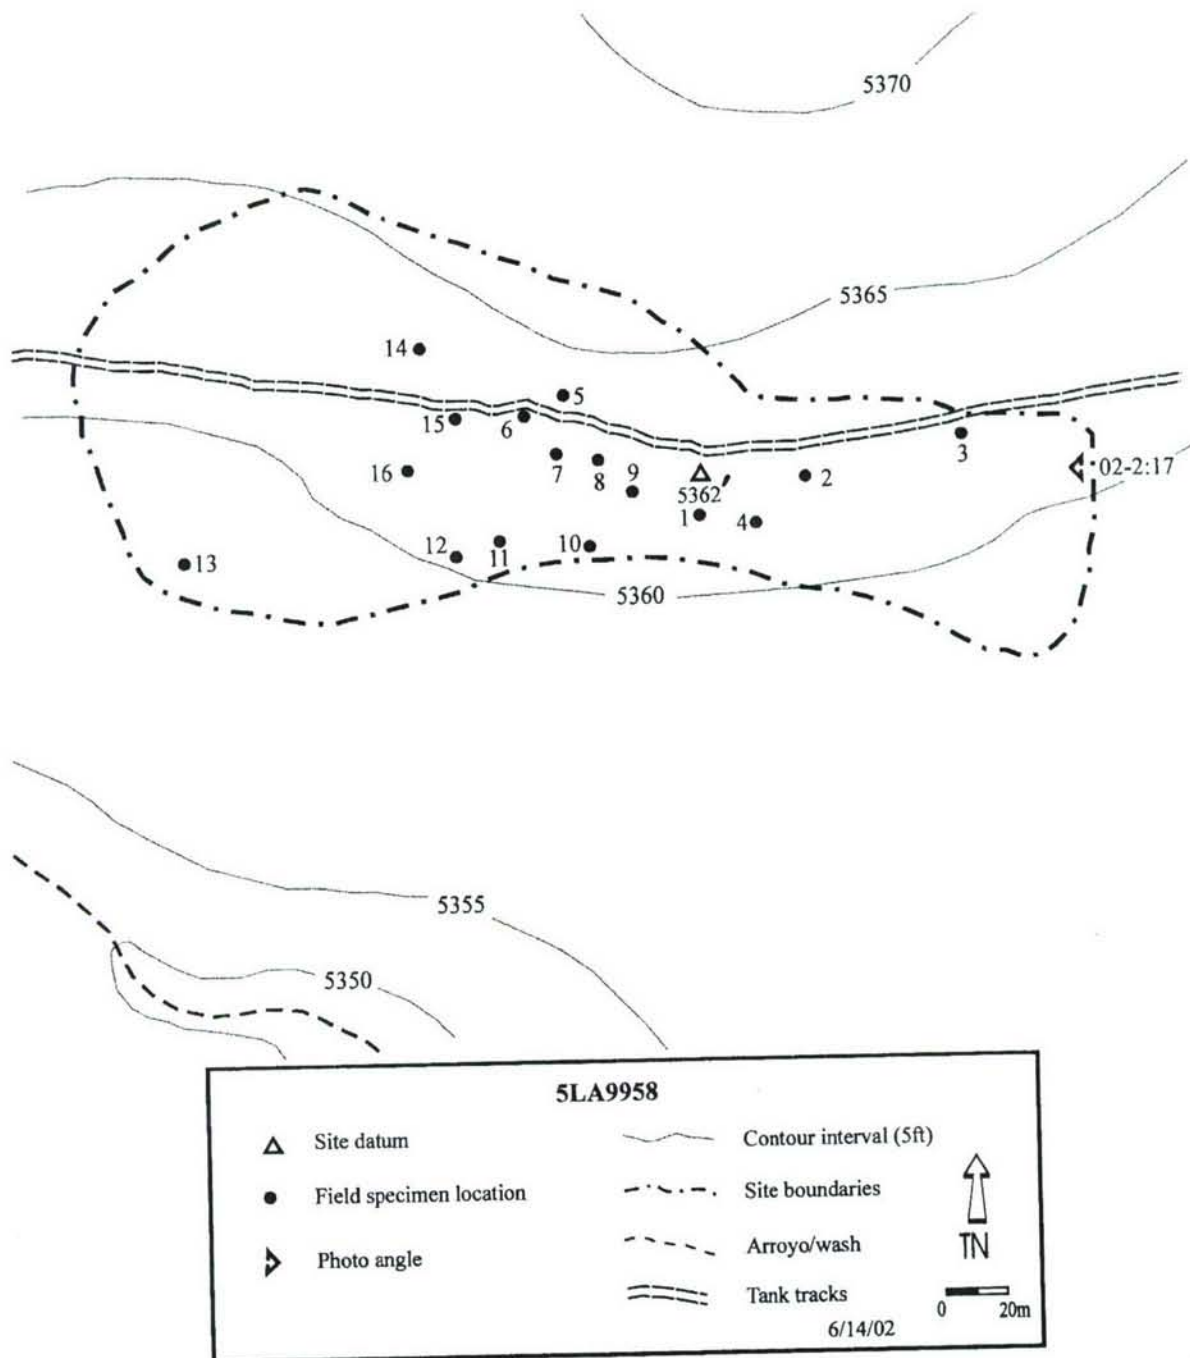 5370
5365
14
5
15
6
3
7
8
9
16
2
02-2:17
5362
1
4
12
11
10
13
5360
5355
5350
5LA9958
Site datum
Contour interval (5ft)
Field specimen location
Site boundaries
Arroyo/wash
TN
Photo angle
Tank tracks
0 20m
6/14/02